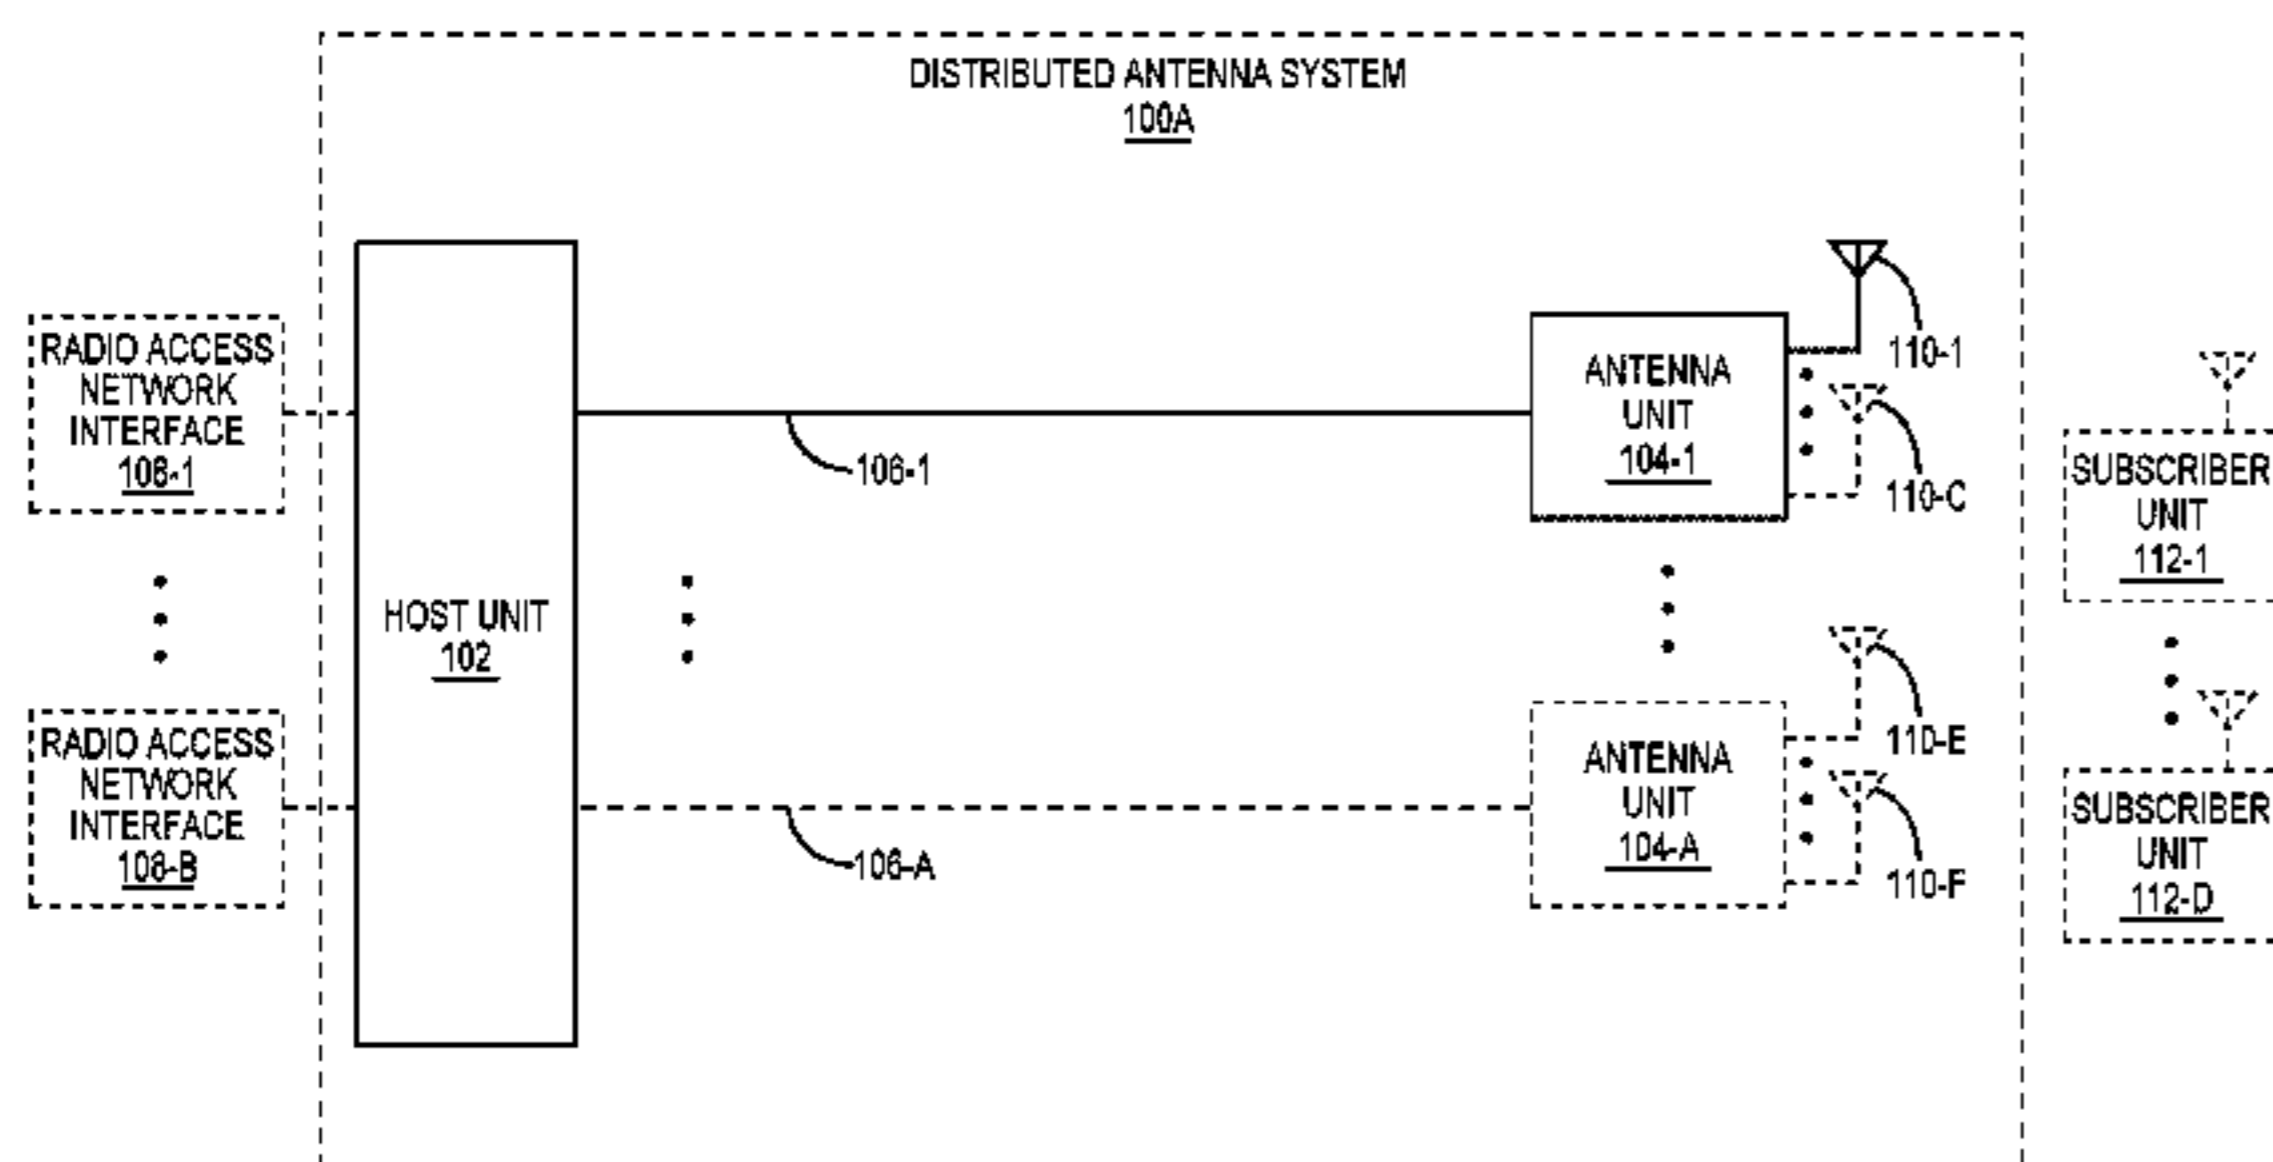 DISTRIBUTED ANTENNA SYSTEM
100A
RADIO ACCESS
NETWORK
INTERFACE
108-1
HOST UNIT
102
RADIO ACCESS
NETWORK
INTERFACE
108-B
106-1
106-A
ANTENNA
UNIT
104-1
110-1
110-C
ANTENNA
UNIT
104-A
110-E
110-F
SUBSCRIBER
UNIT
112-1
SUBSCRIBER
UNIT
112-D